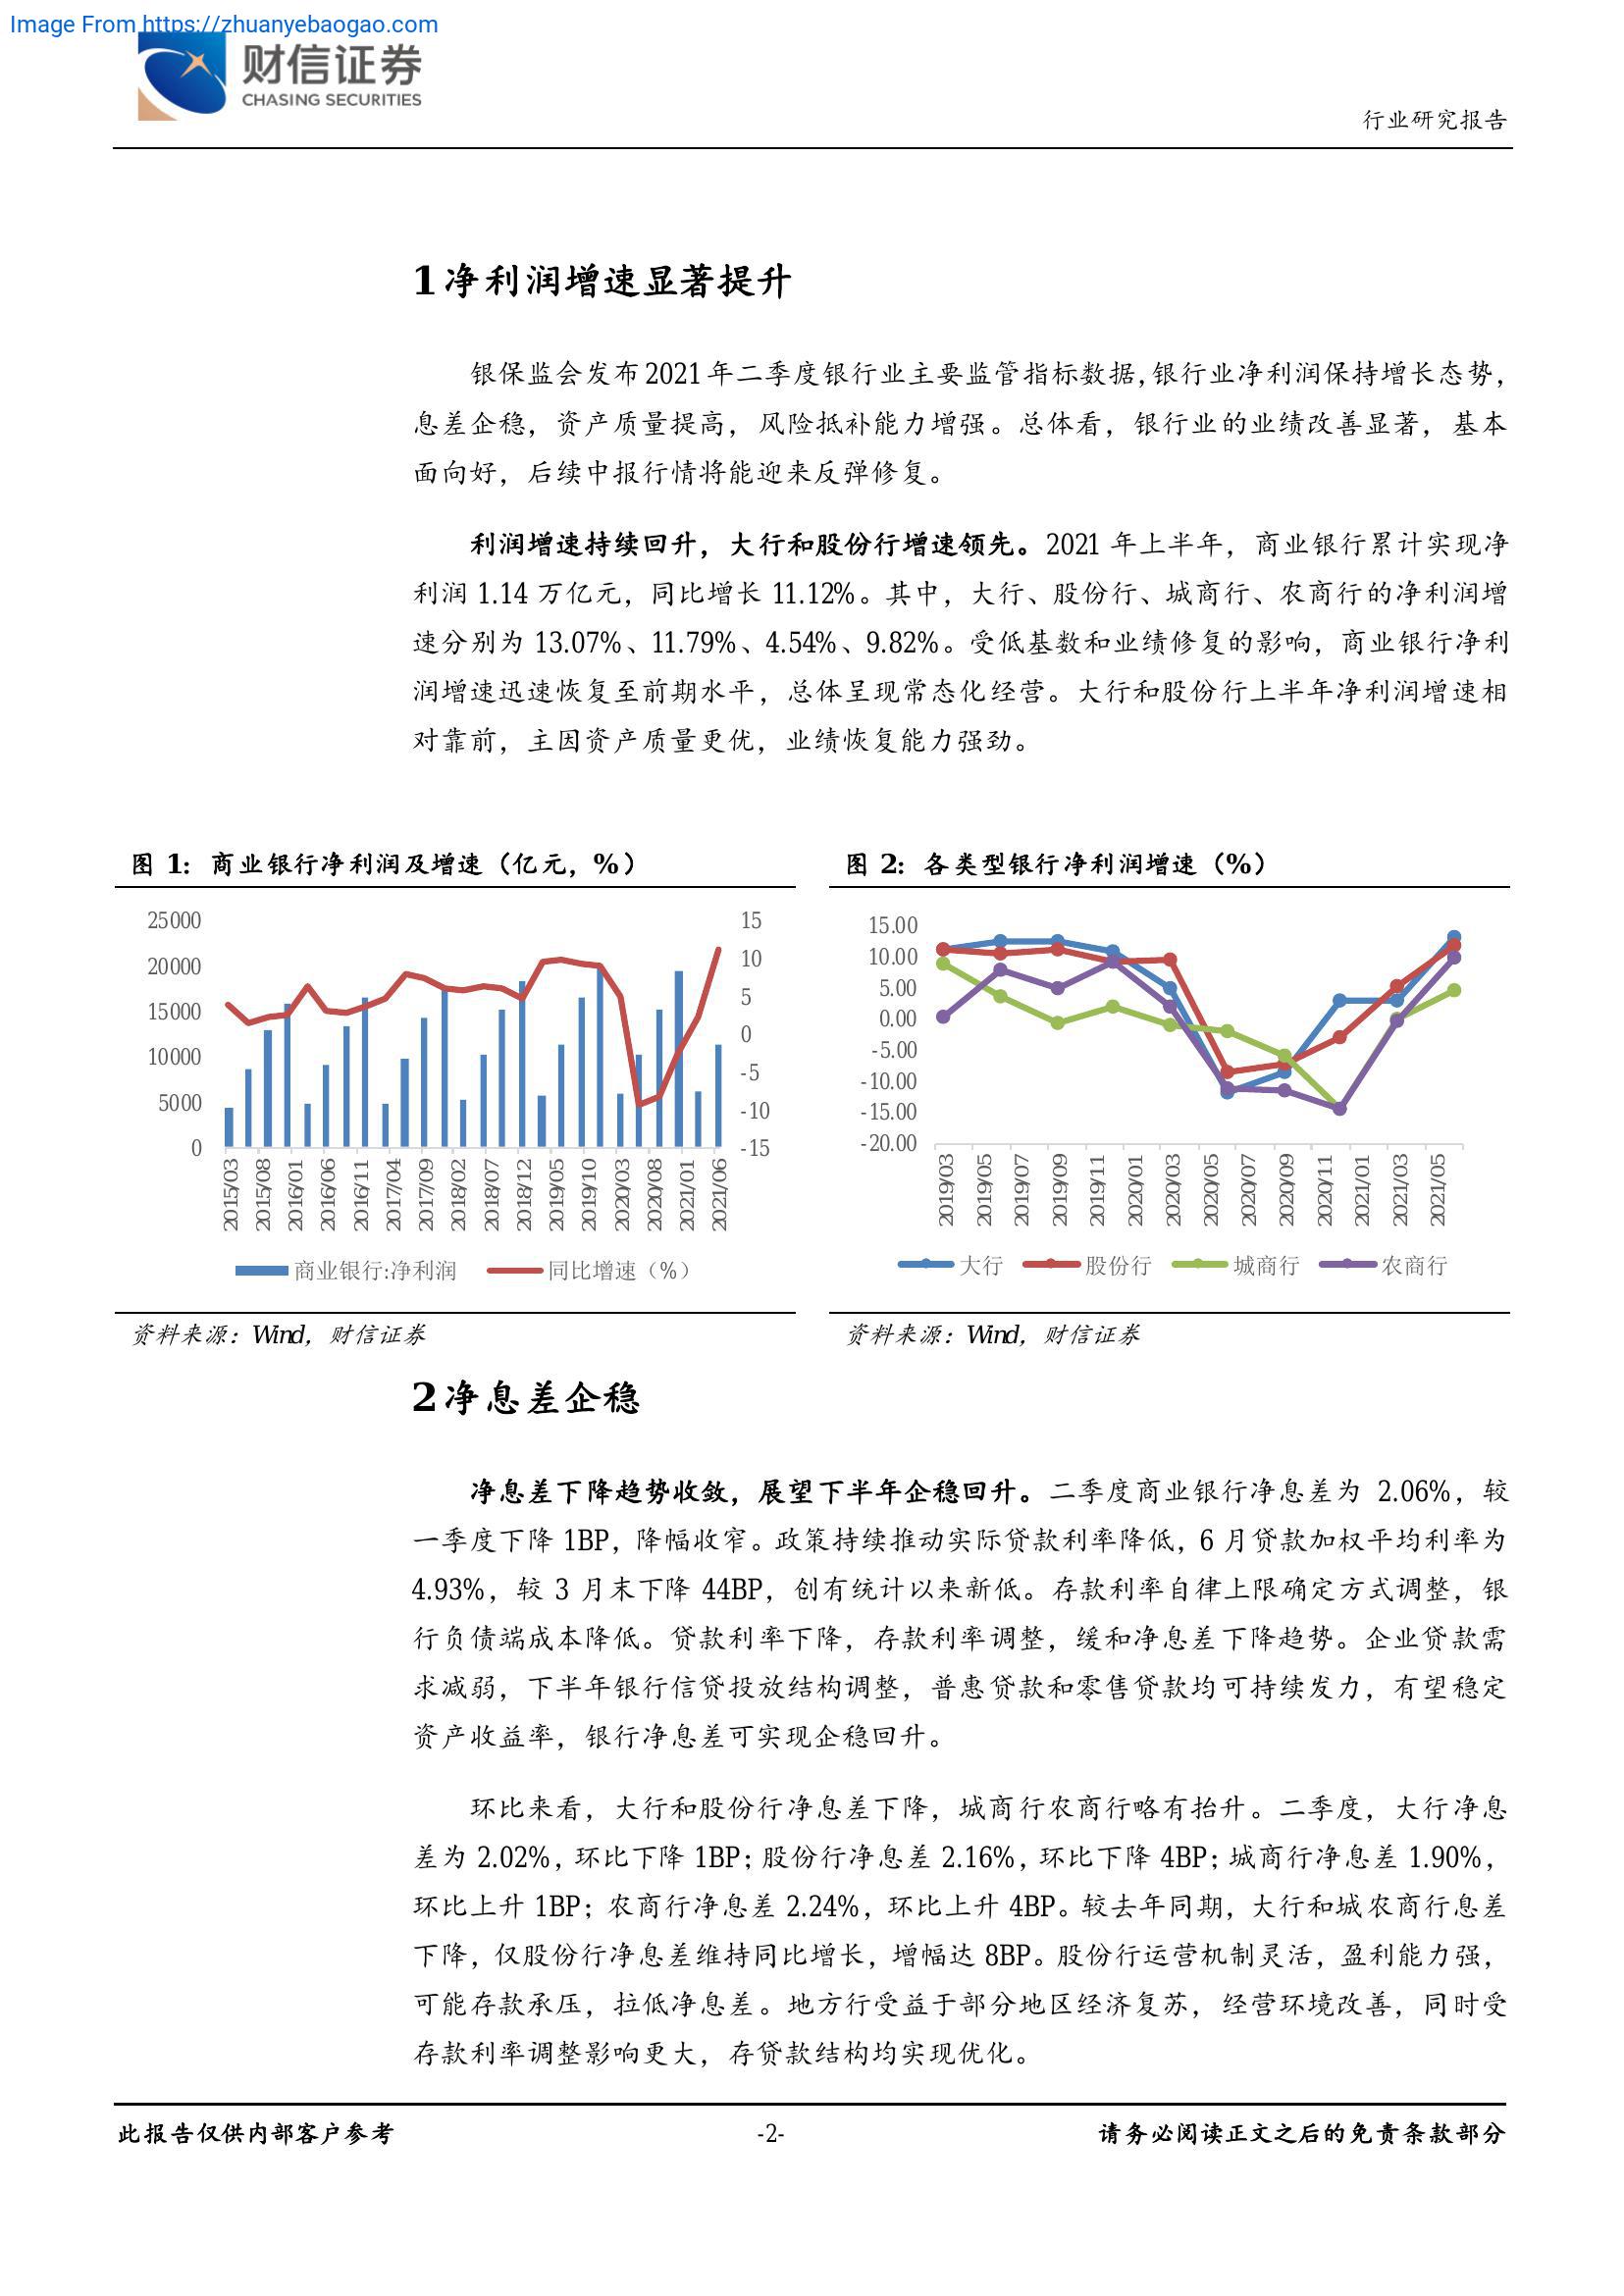 Image From https://zhuanyebaogao.com
财信证券
CHASING SECURITIES
行业研究报告
1 净利润增速显著提升
银保监会发布 2021 年二季度银行业主要监管指标数据,银行业净利润保持增长态势，
息差企稳，资产质量提高，风险抵补能力增强。总体看，银行业的业绩改善显著，基本
面向好，后续中报行情将能迎来反弹修复。
利润增速持续回升，大行和股份行增速领先。2021 年上半年，商业银行累计实现净
利润 1.14 万亿元，同比增长 11.12%。其中，大行、股份行、城商行、农商行的净利润增
速分别为 13.07%、11.79%、4.54%、9.82%。受低基数和业绩修复的影响，商业银行净利
润增速迅速恢复至前期水平，总体呈现常态化经营。大行和股份行上半年净利润增速相
对靠前，主因资产质量更优，业绩恢复能力强劲。
图 1：商业银行净利润及增速（亿元，%）
25000
20000
15000
10000
5000
0
15
10
5
0
-5
-10
-15
2015/03
2015/08
2016/01
2016/06
2016/11
2017/04
2017/09
2018/02
2018/07
2018/12
2019/05
2019/10
2020/03
2020/08
2021/01
2021/06
商业银行:净利润
同比增速（%）
资料来源：Wind，财信证券
图 2：各类型银行净利润增速（%）
15.00
10.00
5.00
0.00
-5.00
-10.00
-15.00
-20.00
2019/03
2019/05
2019/07
2019/09
2019/11
2020/01
2020/03
2020/05
2020/07
2020/09
2020/11
2021/01
2021/03
2021/05
大行
股份行
城商行
农商行
资料来源：Wind，财信证券
2 净息差企稳
净息差下降趋势收敛，展望下半年企稳回升。二季度商业银行净息差为 2.06%，较
一季度下降 1BP，降幅收窄。政策持续推动实际贷款利率降低，6 月贷款加权平均利率为
4.93%，较 3 月末下降 44BP，创有统计以来新低。存款利率自律上限确定方式调整，银
行负债端成本降低。贷款利率下降，存款利率调整，缓和净息差下降趋势。企业贷款需
求减弱，下半年银行信贷投放结构调整，普惠贷款和零售贷款均可持续发力，有望稳定
资产收益率，银行净息差可实现企稳回升。
环比来看，大行和股份行净息差下降，城商行农商行略有抬升。二季度，大行净息
差为 2.02%，环比下降 1BP；股份行净息差 2.16%，环比下降 4BP；城商行净息差 1.90%，
环比上升 1BP；农商行净息差 2.24%，环比上升 4BP。较去年同期，大行和城农商行息差
下降，仅股份行净息差维持同比增长，增幅达 8BP。股份行运营机制灵活，盈利能力强，
可能存款承压，拉低净息差。地方行受益于部分地区经济复苏，经营环境改善，同时受
存款利率调整影响更大，存贷款结构均实现优化。
此报告仅供内部客户参考
-2-
请务必阅读正文之后的免责条款部分